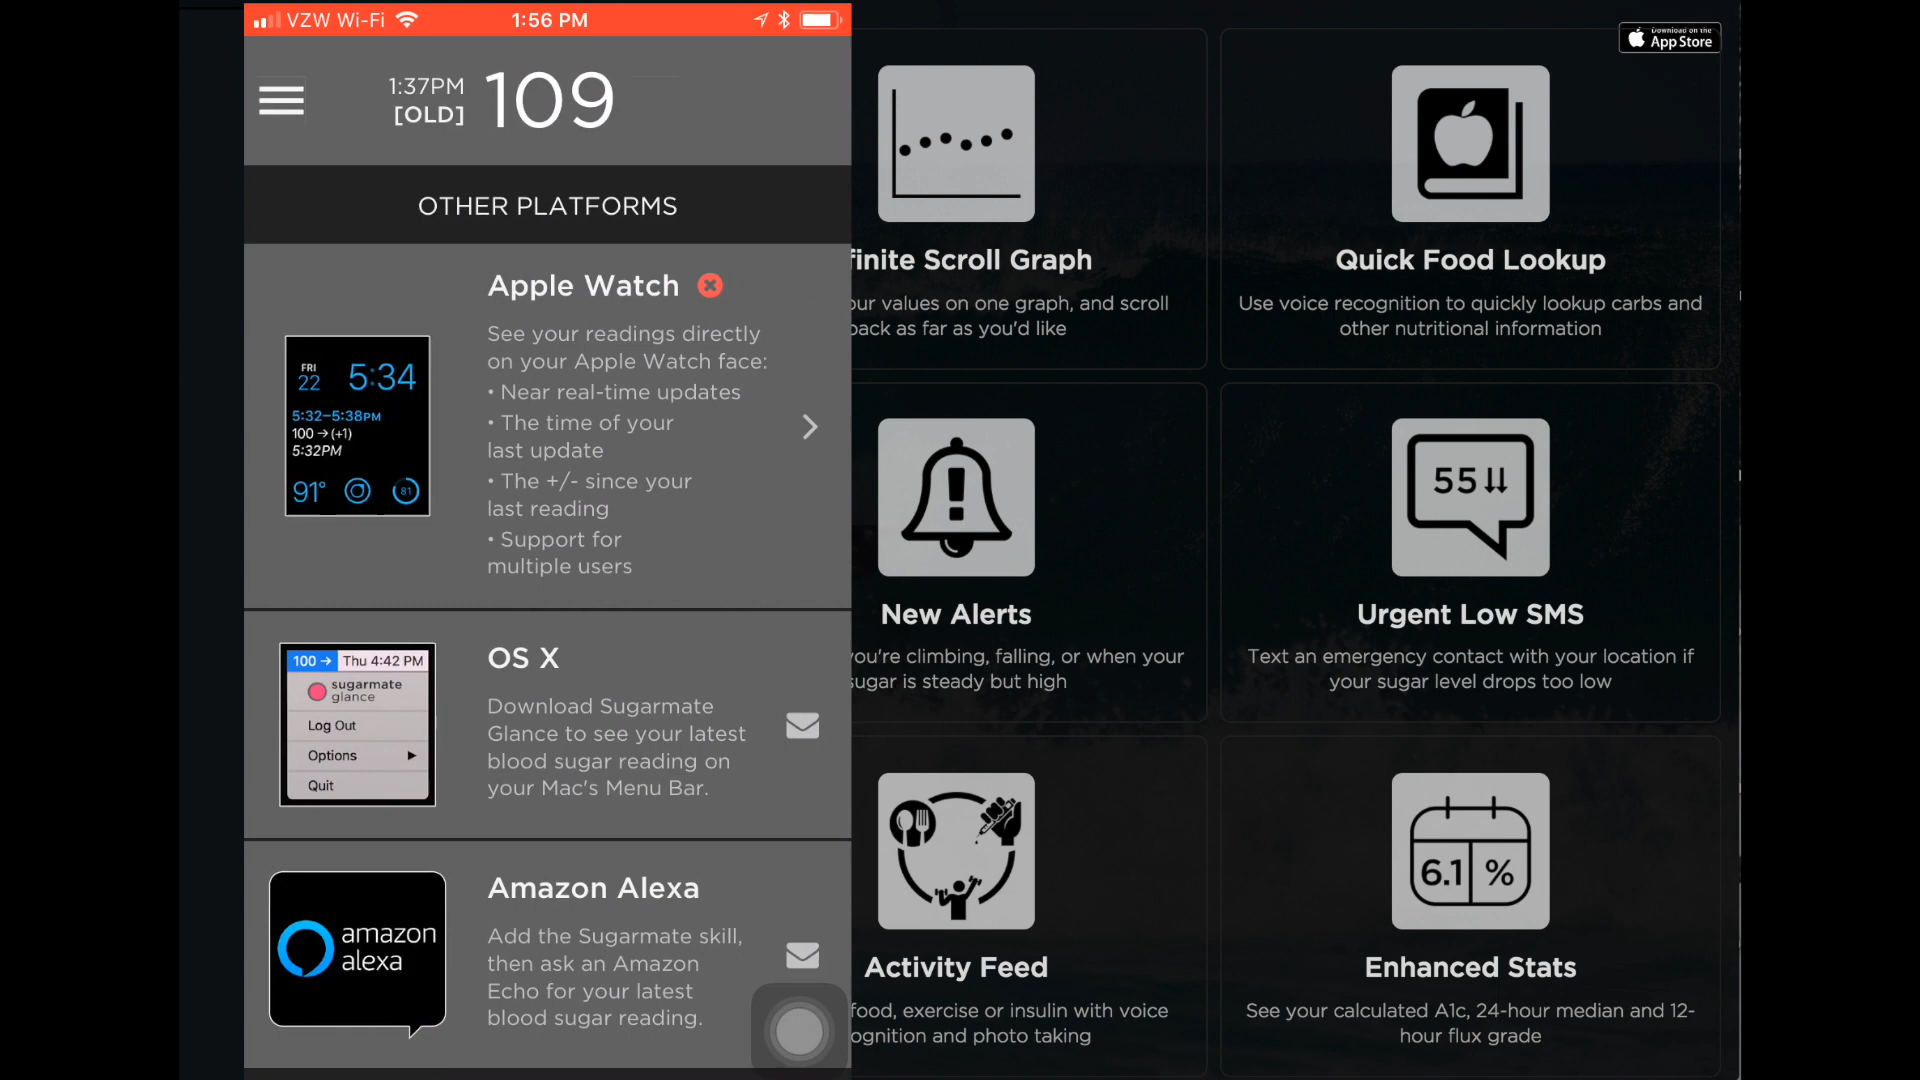 VZW Wi-Fi
1:56 PM
1:37PM
[OLD]
109
OTHER PLATFORMS
Apple Watch
See your readings directly
on your Apple Watch face:
• Near real-time updates
• The time of your
last update
• The +/- since your
last reading
• Support for
multiple users
FRI
22
5:34
5:32–5:38PM
100 → (+1)
5:32PM
91°
81
OS X
Download Sugarmate
Glance to see your latest
blood sugar reading on
your Mac's Menu Bar.
100 → Thu 4:42 PM
sugarmate
glance
Log Out
Options
Quit
Amazon Alexa
Add the Sugarmate skill,
then ask an Amazon
Echo for your latest
blood sugar reading.
amazon
alexa
Download on the
App Store
finite Scroll Graph
our values on one graph, and scroll
back as far as you'd like
Quick Food Lookup
Use voice recognition to quickly lookup carbs and
other nutritional information
New Alerts
you're climbing, falling, or when your
sugar is steady but high
55↓↓
Urgent Low SMS
Text an emergency contact with your location if
your sugar level drops too low
Activity Feed
food, exercise or insulin with voice
ognition and photo taking
6.1 %
Enhanced Stats
See your calculated A1c, 24-hour median and 12-
hour flux grade